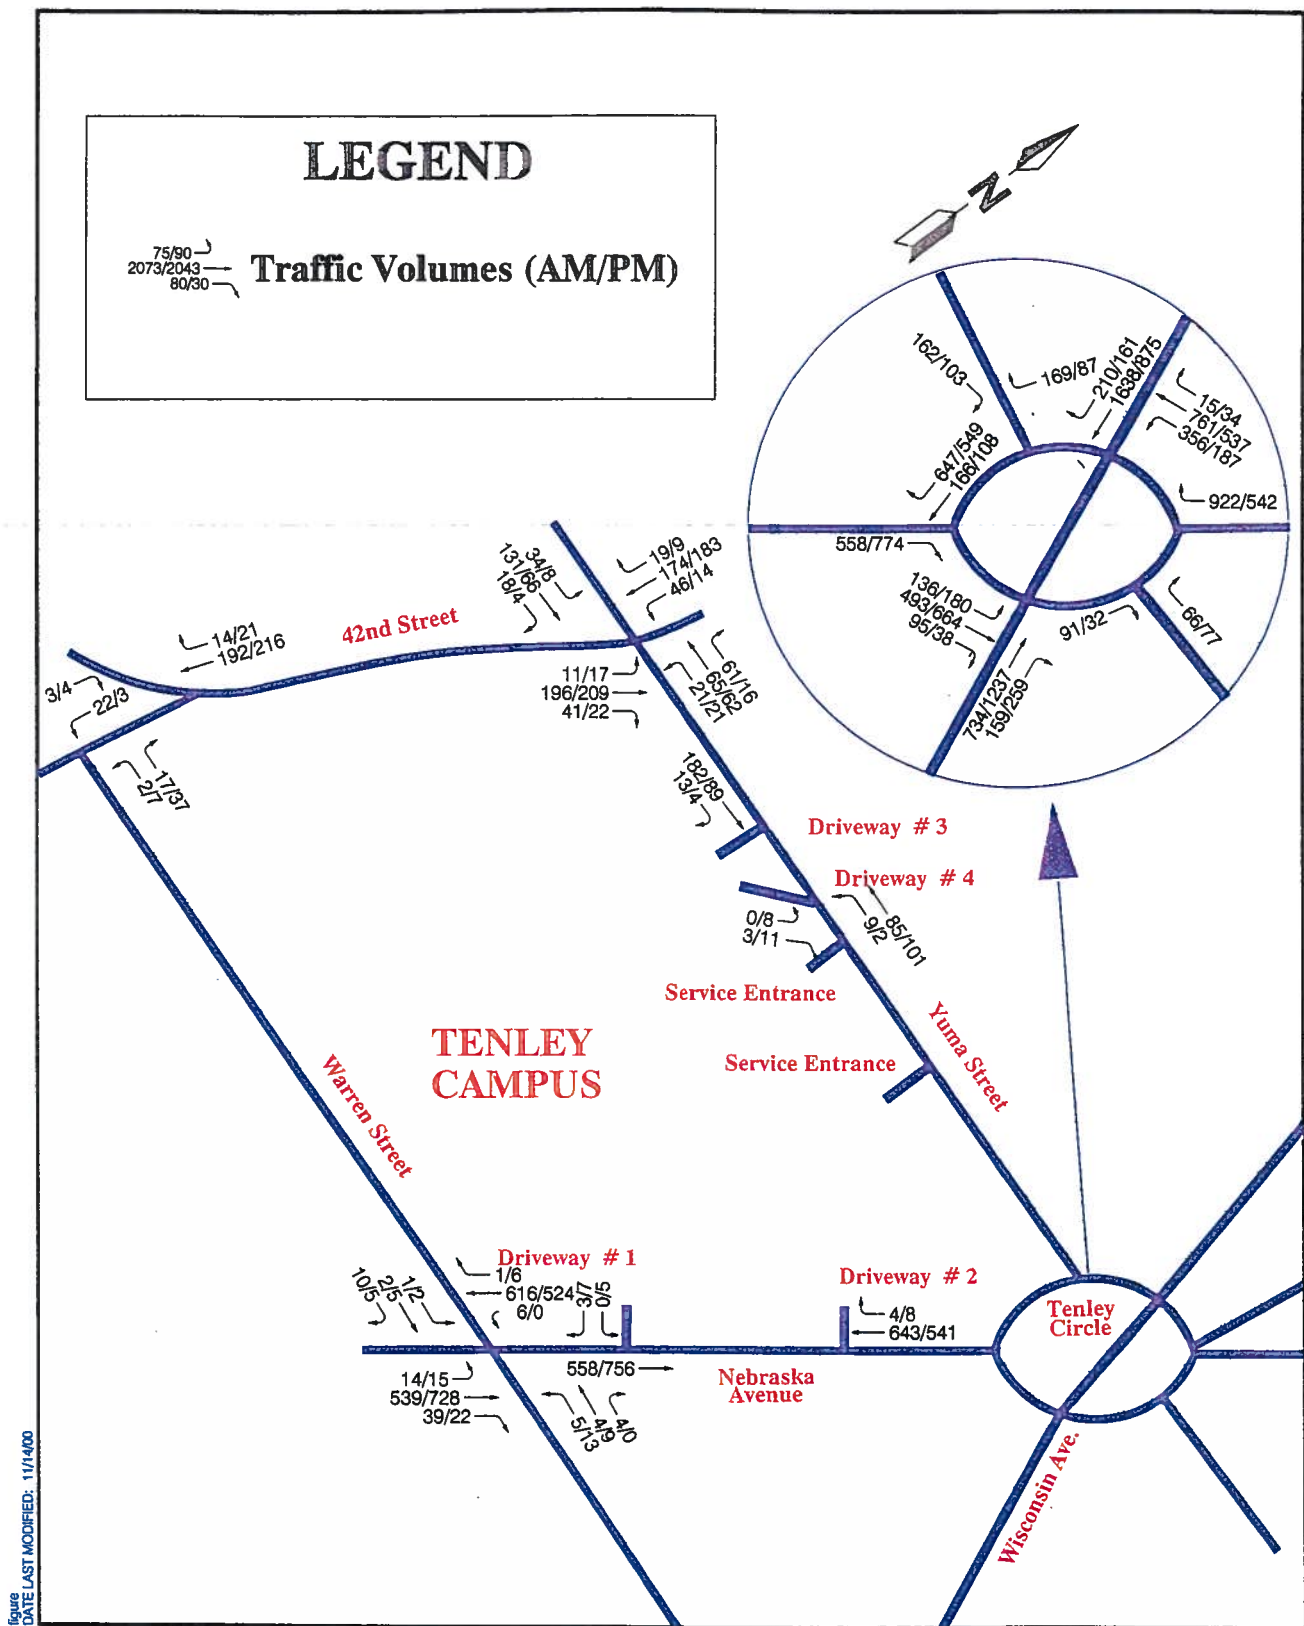 LEGEND
75/90
2073/2043
80/30
Traffic Volumes (AM/PM)
N
162/103
169/87
210/161
1638/875
15/34
761/537
356/187
647/549
166/108
922/542
558/774
136/180
493/664
95/38
91/32
66/77
734/1237
159/259
34/8
131/66
18/4
19/9
174/183
46/14
42nd Street
14/21
192/216
3/4
22/3
11/17
196/209
41/22
61/16
65/62
21/21
17/37
2/7
182/89
13/4
Driveway # 3
Driveway # 4
0/8
3/11
85/101
9/2
Service Entrance
Yuma Street
TENLEY
CAMPUS
Service Entrance
Warren Street
Driveway # 1
1/6
616/524
6/0
3/7
0/5
10/5
2/5
1/2
Driveway # 2
4/8
643/541
Tenley
Circle
558/756
Nebraska
Avenue
14/15
539/728
39/22
5/13
4/9
4/0
Wisconsin Ave.
figure
DATE LAST MODIFIED: 11/14/00